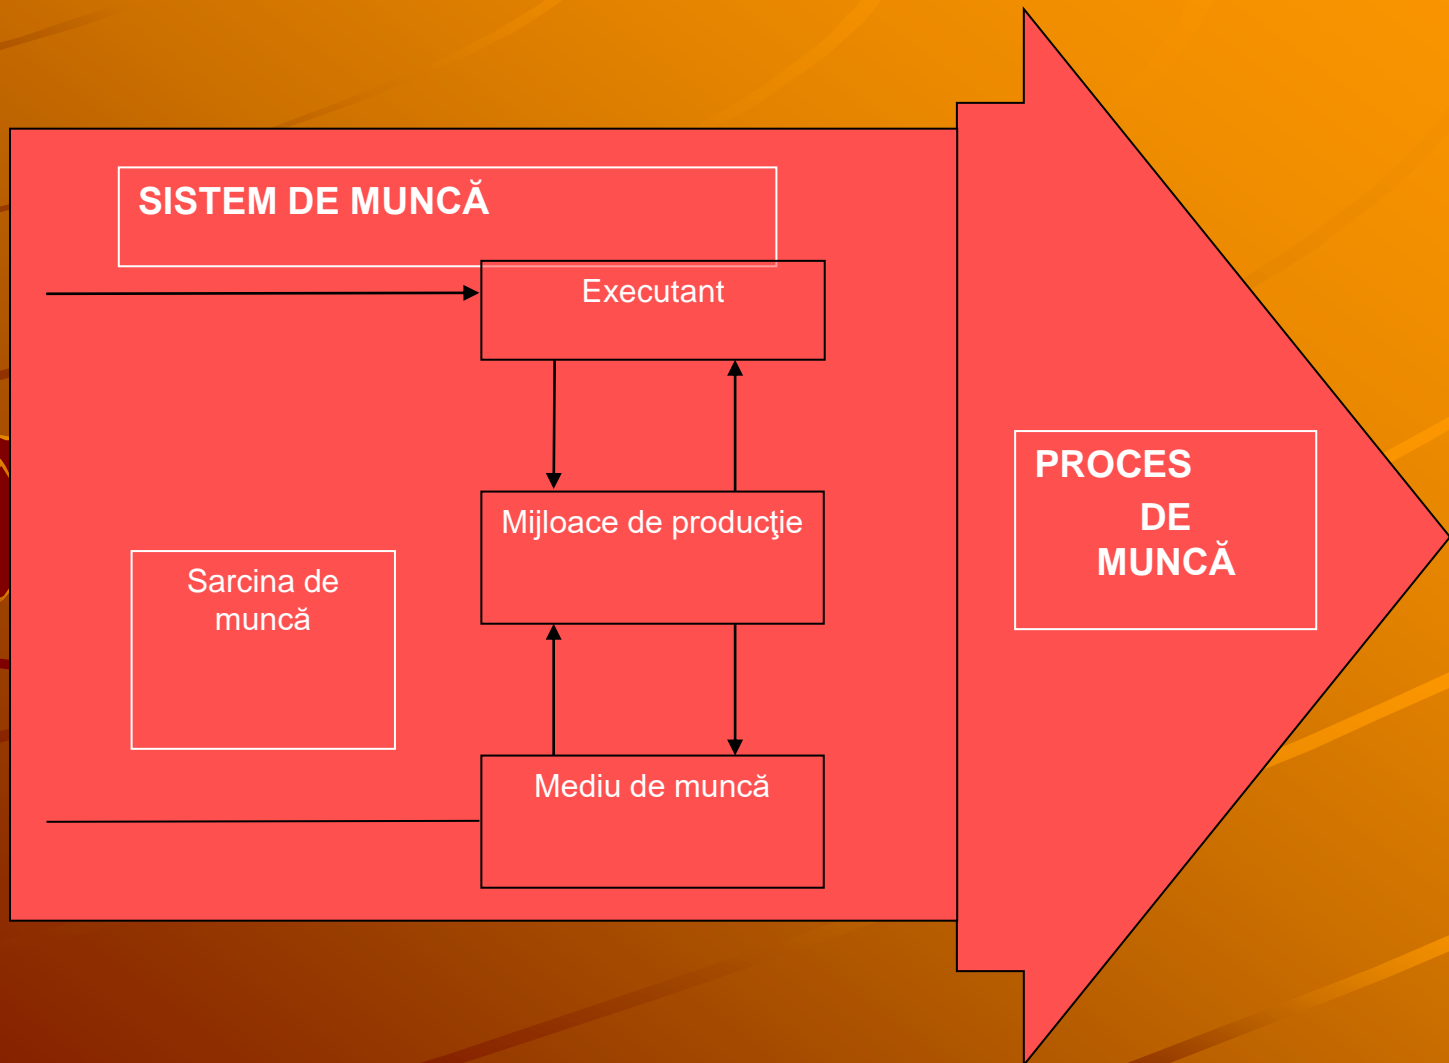 SISTEM DE MUNCĂ
Executant
Mijloace de producţie
Sarcina de
muncă
Mediu de muncă
PROCES
DE
MUNCĂ